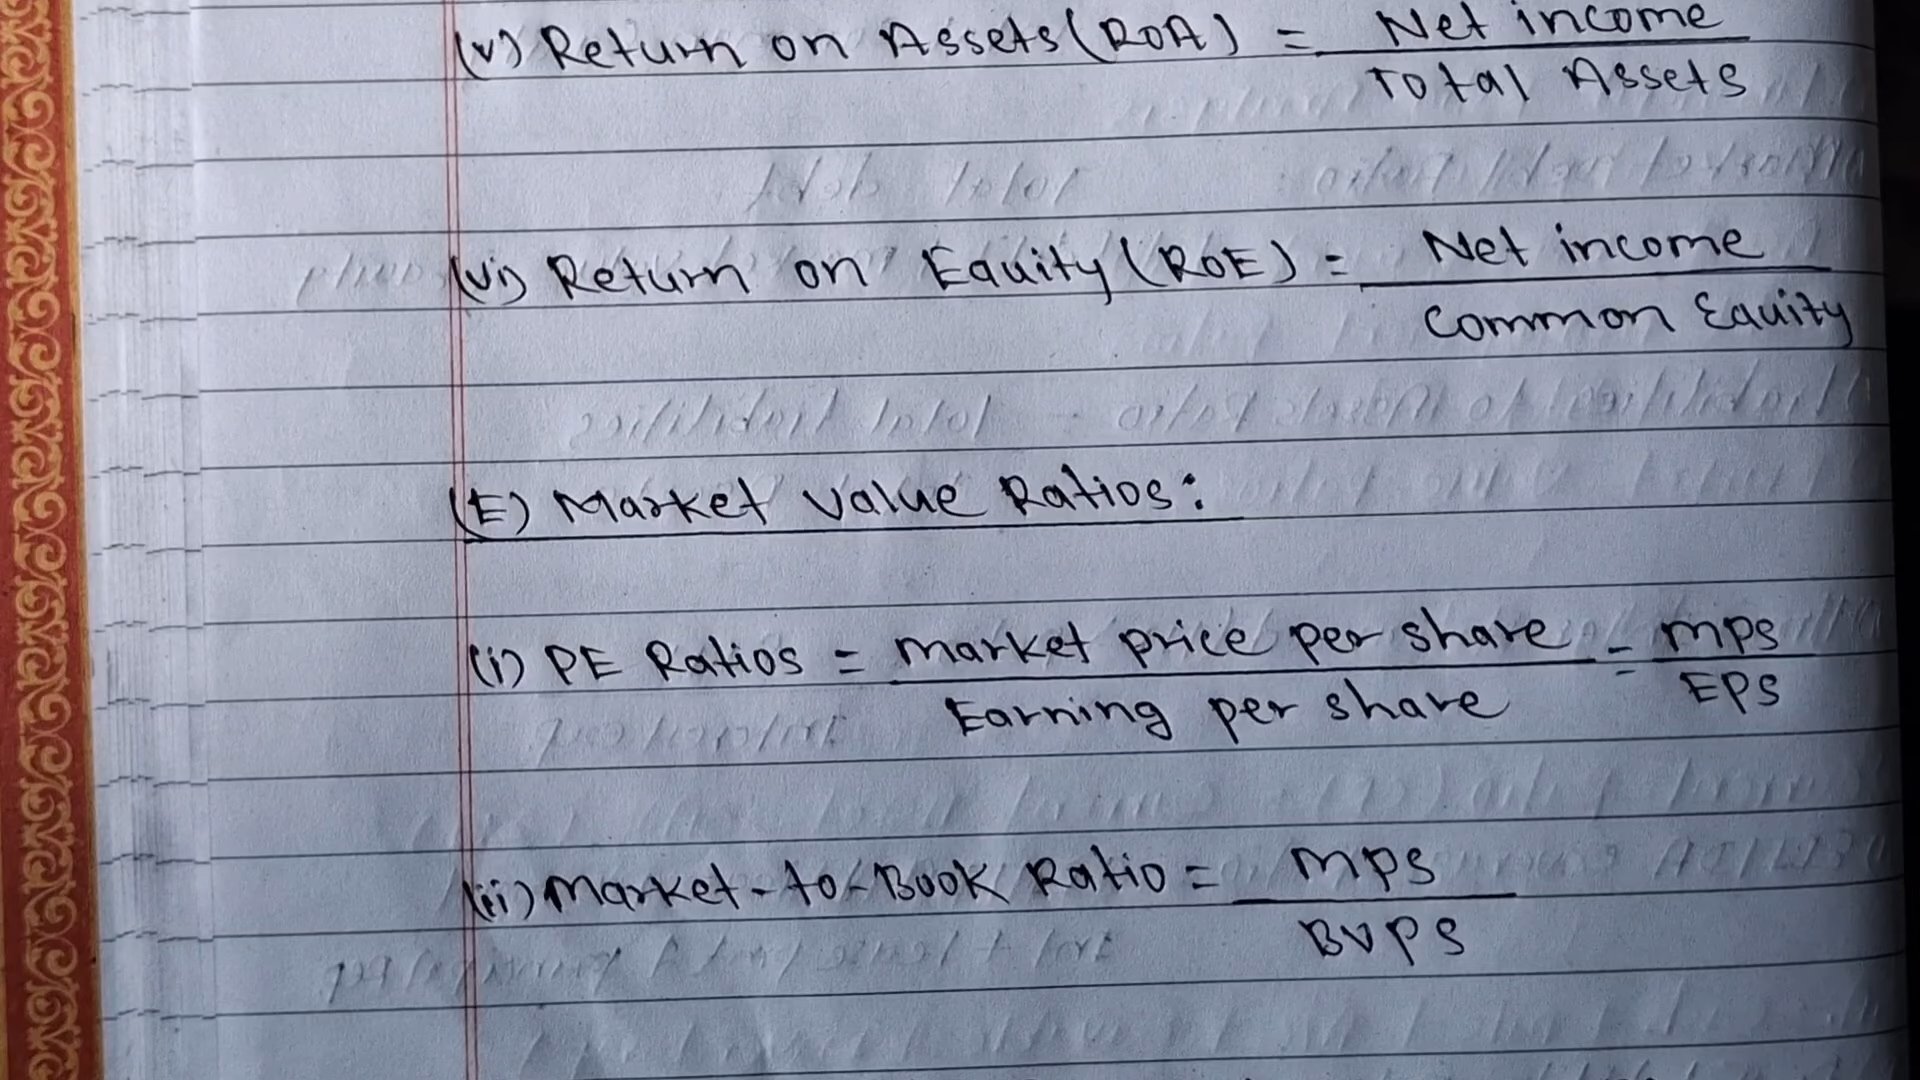 (v) Return on Assets (ROA) = Net income
Total Assets
(vi) Return on Equity (ROE) = Net income
Common Equity
(E) Market Value Ratios:
(i) PE Ratios = market price per share = mps
Earning per share EPS
(ii) Market-to-Book Ratio = mps
BVPS